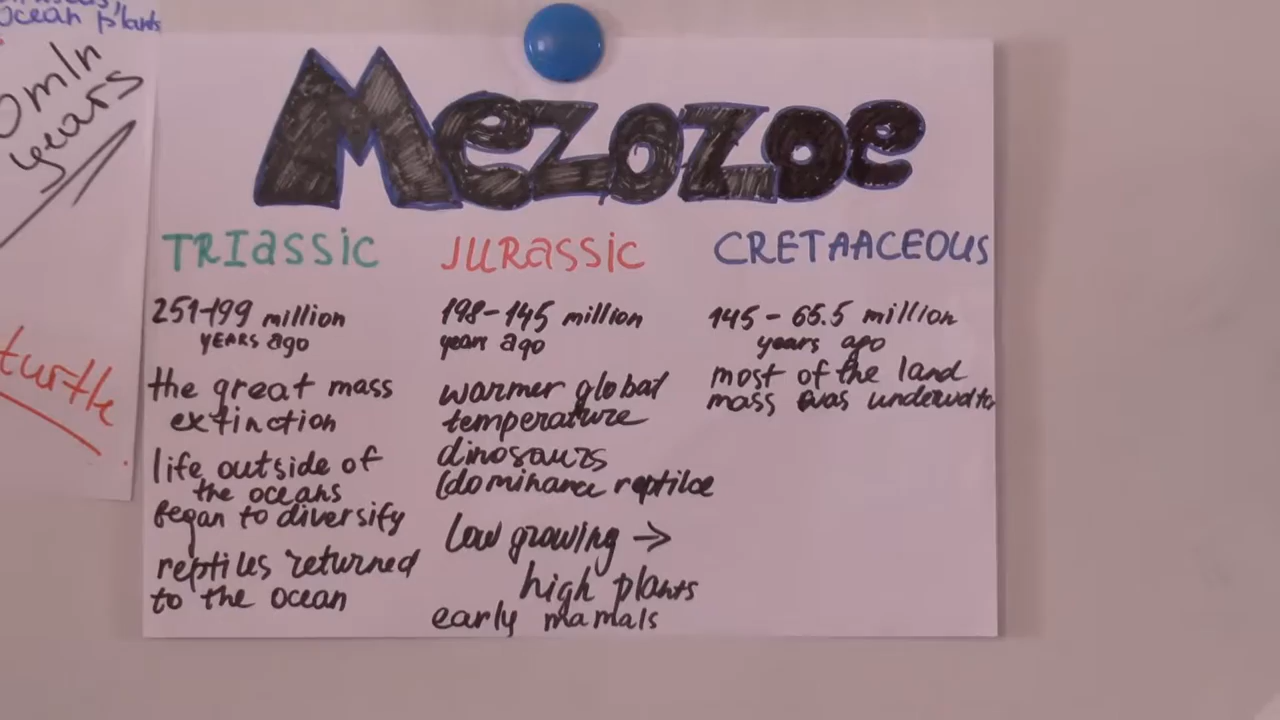 ocean plants
0mln
years
turtle
Mezozoe
TRIASSIC
251-199 million
YEARS ago
the great mass
extinction
life outside of
the oceans
began to diversify
reptiles returned
to the ocean
JURASSIC
198-145 million
years ago
warmer global
temperature
dinosaurs
(dominance reptiloe
low growing →
high plants
early mamals
CRETAACEOUS
145 - 65.5 million
years ago
most of the land
mass was underwater